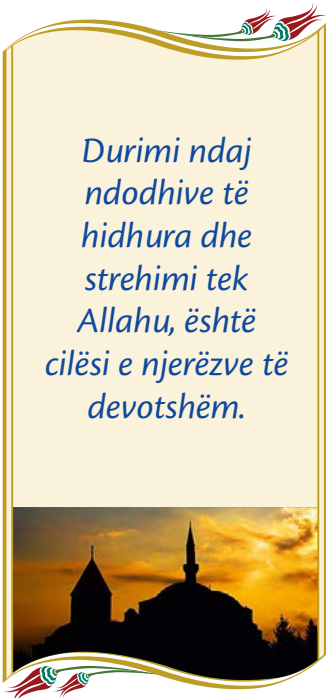 Durimi ndaj
ndodhive të
hidhura dhe
strehimi tek
Allahu, është
cilësi e njerëzve të
devotshëm.